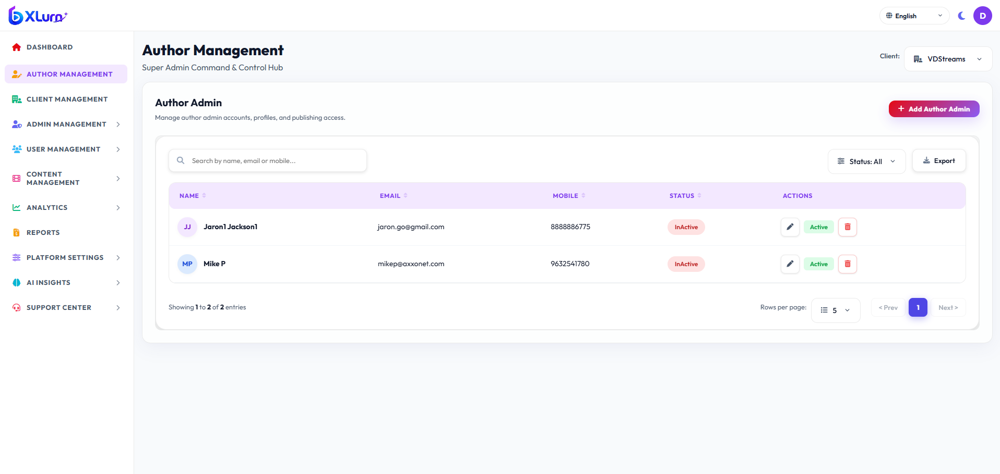 XLurn
English
D
DASHBOARD
AUTHOR MANAGEMENT
CLIENT MANAGEMENT
ADMIN MANAGEMENT
USER MANAGEMENT
CONTENT
MANAGEMENT
ANALYTICS
REPORTS
PLATFORM SETTINGS
AI INSIGHTS
SUPPORT CENTER
Author Management
Super Admin Command & Control Hub
Client: VDStreams
Author Admin
Manage author admin accounts, profiles, and publishing access.
+ Add Author Admin
Search by name, email or mobile...
Status: All
Export
NAME EMAIL MOBILE STATUS ACTIONS
JJ Jaron1 Jackson1 jaron.go@gmail.com 8888886775 InActive Active
MP Mike P mikep@axxonet.com 9632541780 InActive Active
Showing 1 to 2 of 2 entries
Rows per page: 5 < Prev 1 Next >